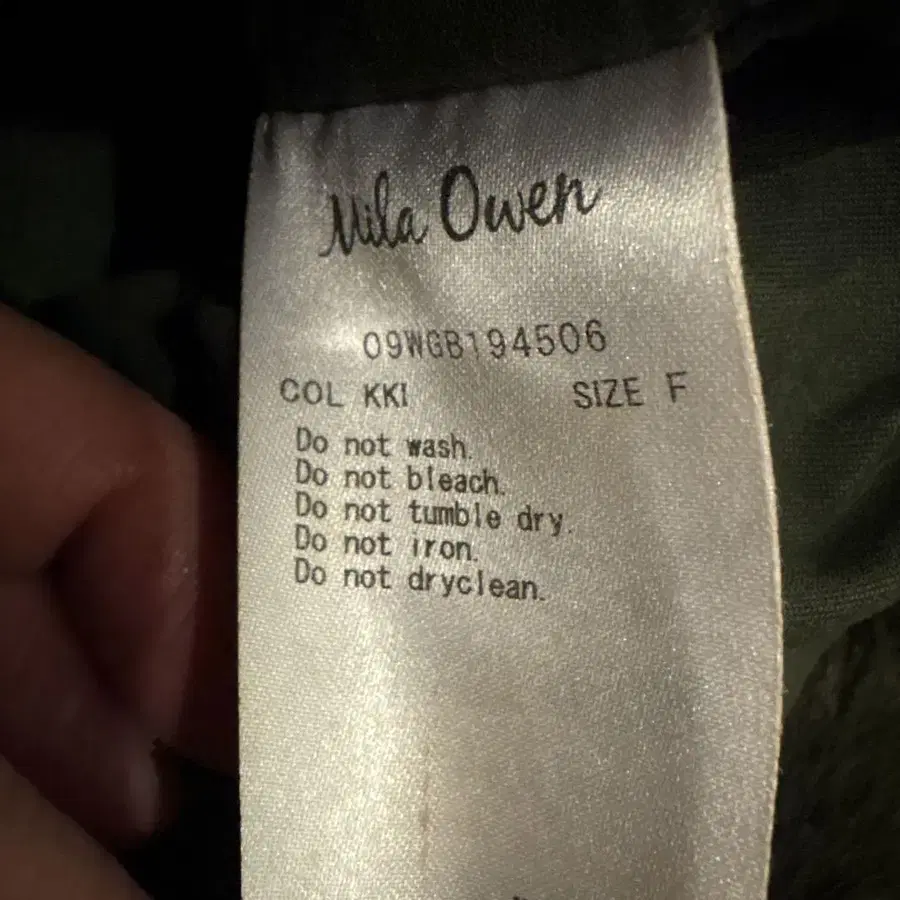 Mila Owen
09WGB194506
COL KKI SIZE F
Do not wash.
Do not bleach.
Do not tumble dry.
Do not iron.
Do not dryclean.